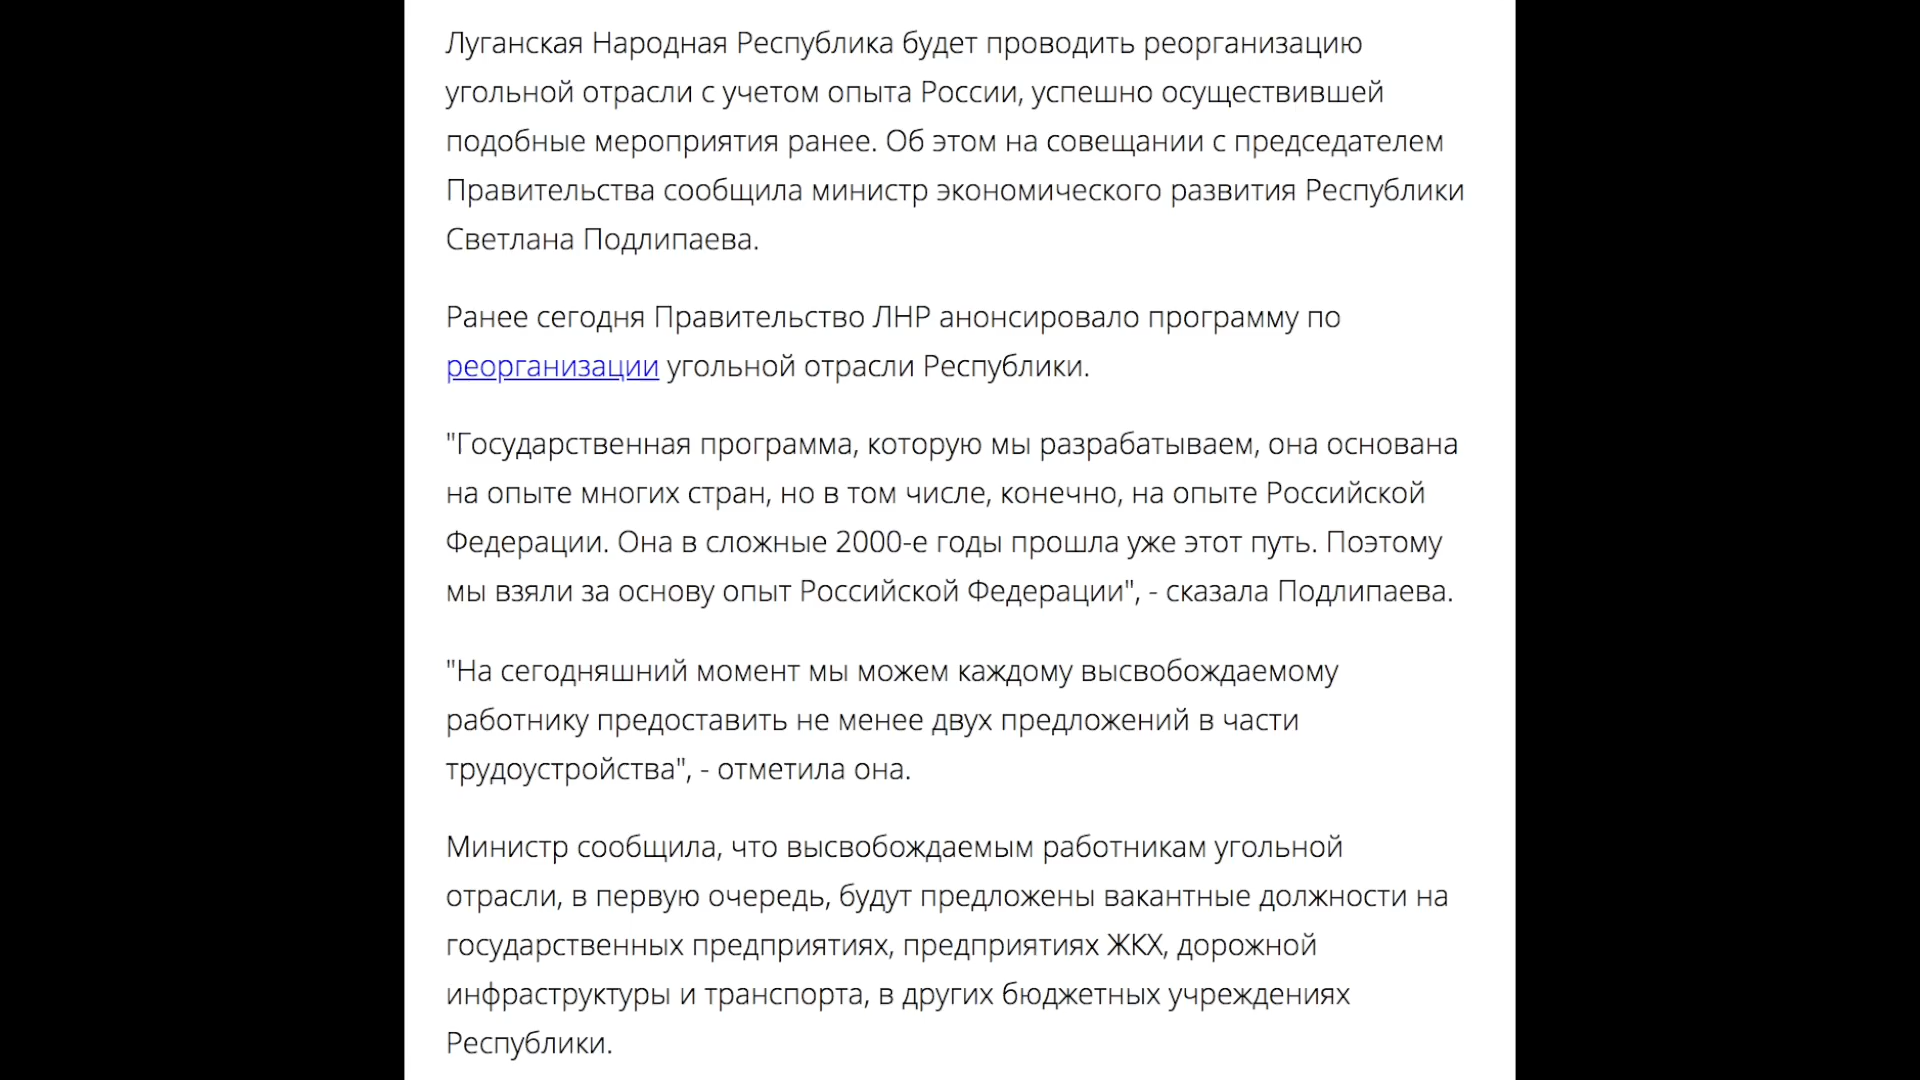 Луганская Народная Республика будет проводить реорганизацию
угольной отрасли с учетом опыта России, успешно осуществившей
подобные мероприятия ранее. Об этом на совещании с председателем
Правительства сообщила министр экономического развития Республики
Светлана Подлипаева.
Ранее сегодня Правительство ЛНР анонсировало программу по
реорганизации угольной отрасли Республики.
"Государственная программа, которую мы разрабатываем, она основана
на опыте многих стран, но в том числе, конечно, на опыте Российской
Федерации. Она в сложные 2000-е годы прошла уже этот путь. Поэтому
мы взяли за основу опыт Российской Федерации", - сказала Подлипаева.
"На сегодняшний момент мы можем каждому высвобождаемому
работнику предоставить не менее двух предложений в части
трудоустройства", - отметила она.
Министр сообщила, что высвобождаемым работникам угольной
отрасли, в первую очередь, будут предложены вакантные должности на
государственных предприятиях, предприятиях ЖКХ, дорожной
инфраструктуры и транспорта, в других бюджетных учреждениях
Республики.